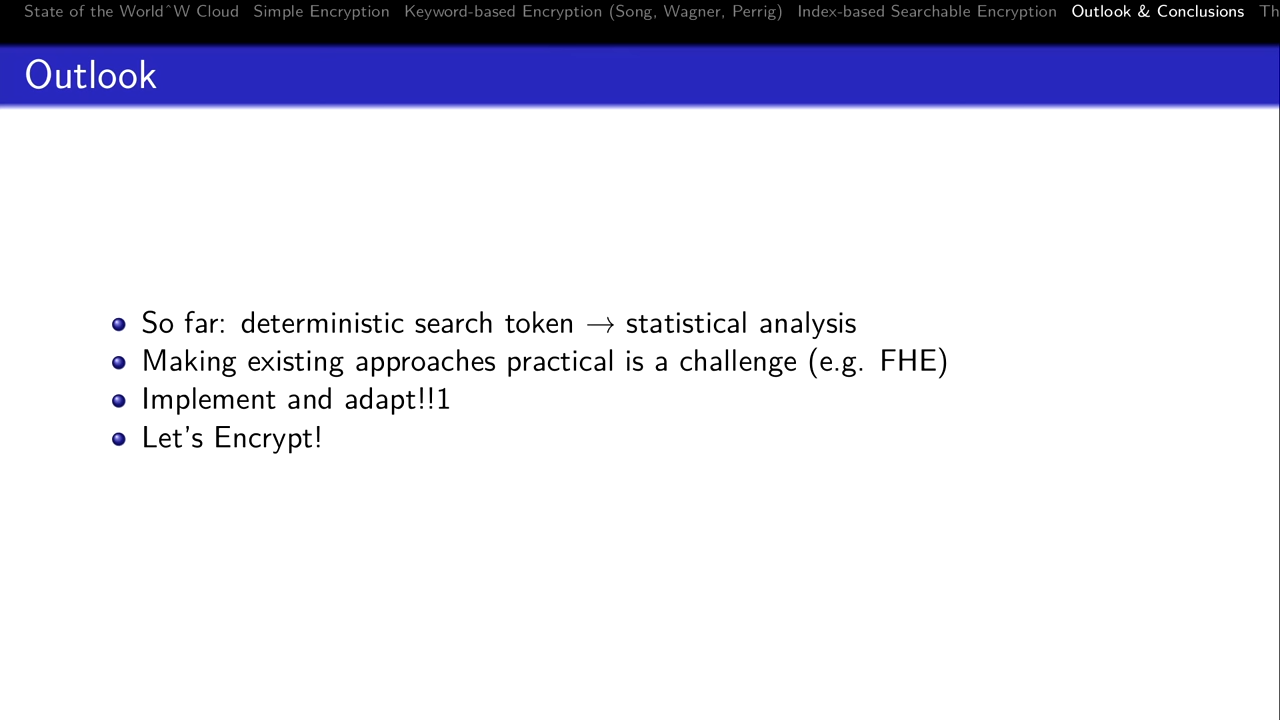 State of the World^W Cloud Simple Encryption Keyword-based Encryption (Song, Wagner, Perrig) Index-based Searchable Encryption Outlook & Conclusions Th
Outlook
So far: deterministic search token → statistical analysis
Making existing approaches practical is a challenge (e.g. FHE)
Implement and adapt!!1
Let's Encrypt!